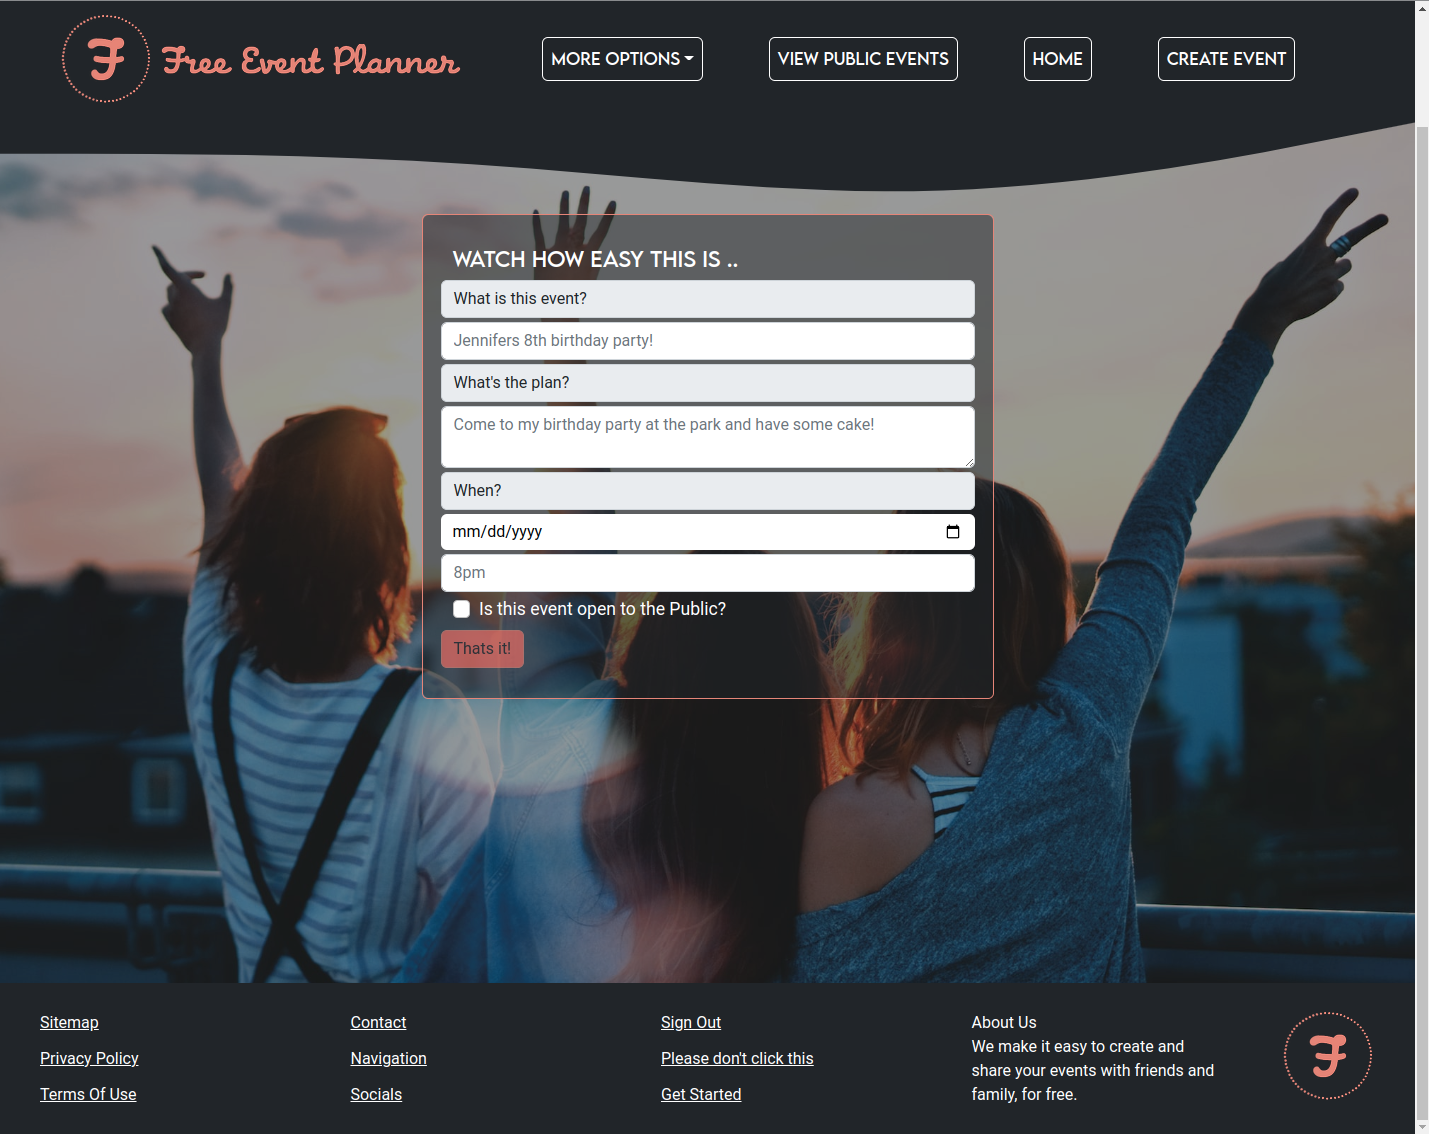 F Free Event Planner
MORE OPTIONS
VIEW PUBLIC EVENTS
HOME
CREATE EVENT
WATCH HOW EASY THIS IS ..
What is this event?
Jennifers 8th birthday party!
What's the plan?
Come to my birthday party at the park and have some cake!
When?
mm/dd/yyyy
8pm
Is this event open to the Public?
Thats it!
Sitemap
Privacy Policy
Terms Of Use
Contact
Navigation
Socials
Sign Out
Please don't click this
Get Started
About Us
We make it easy to create and
share your events with friends and
family, for free.
F